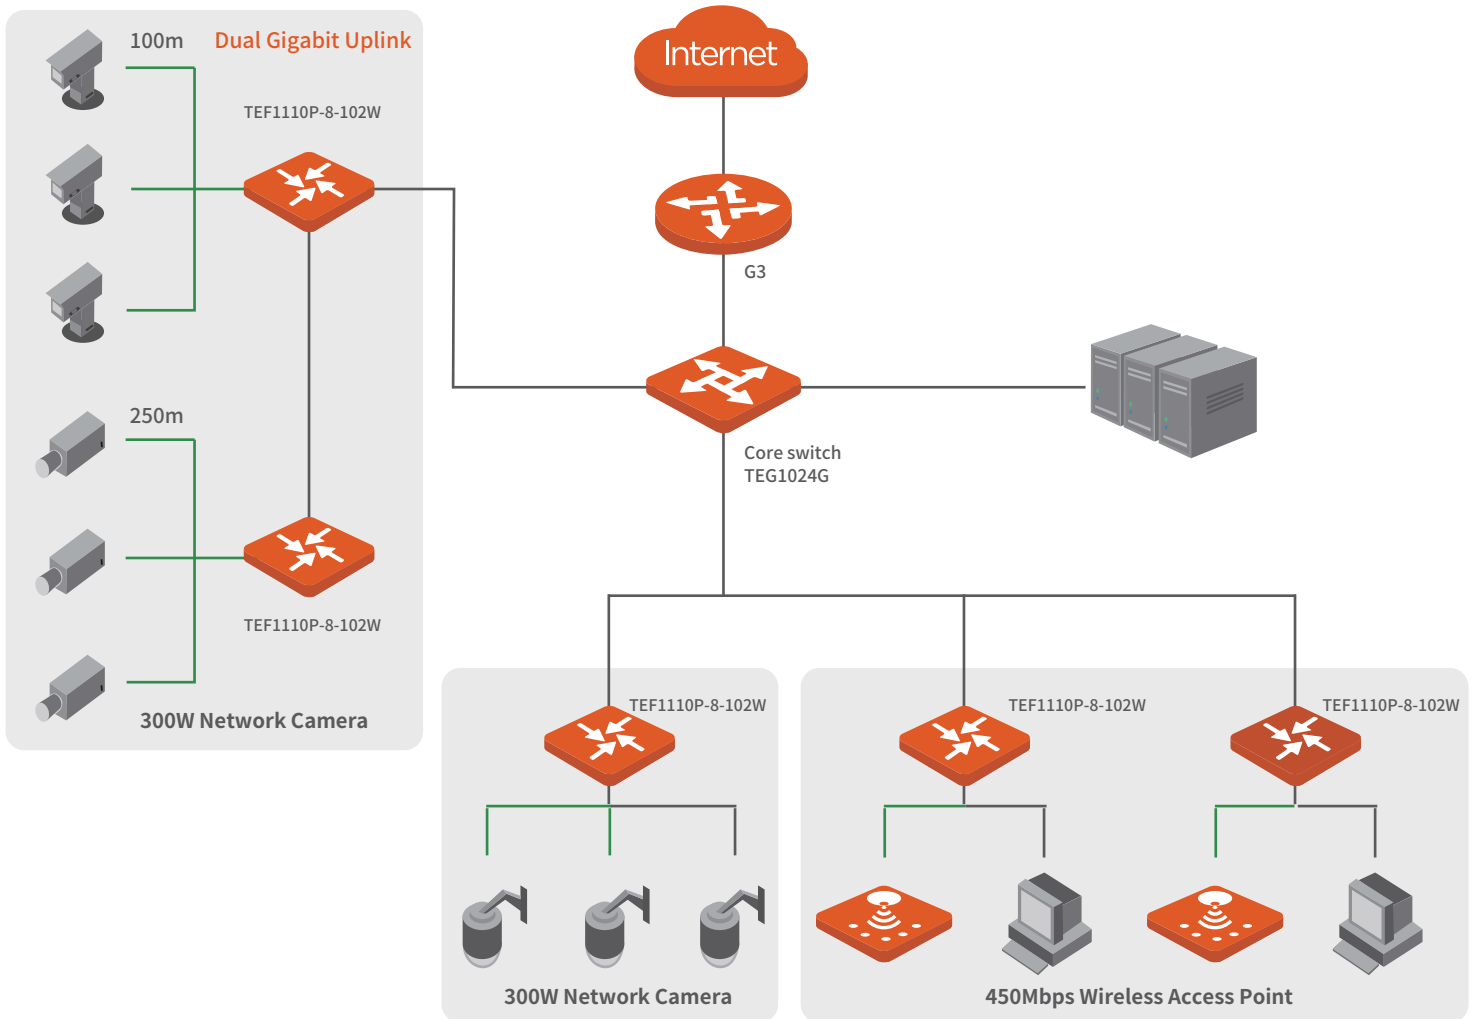 100m
Dual Gigabit Uplink
TEF1110P-8-102W
250m
TEF1110P-8-102W
300W Network Camera
Internet
G3
Core switch
TEG1024G
TEF1110P-8-102W
300W Network Camera
TEF1110P-8-102W
TEF1110P-8-102W
450Mbps Wireless Access Point